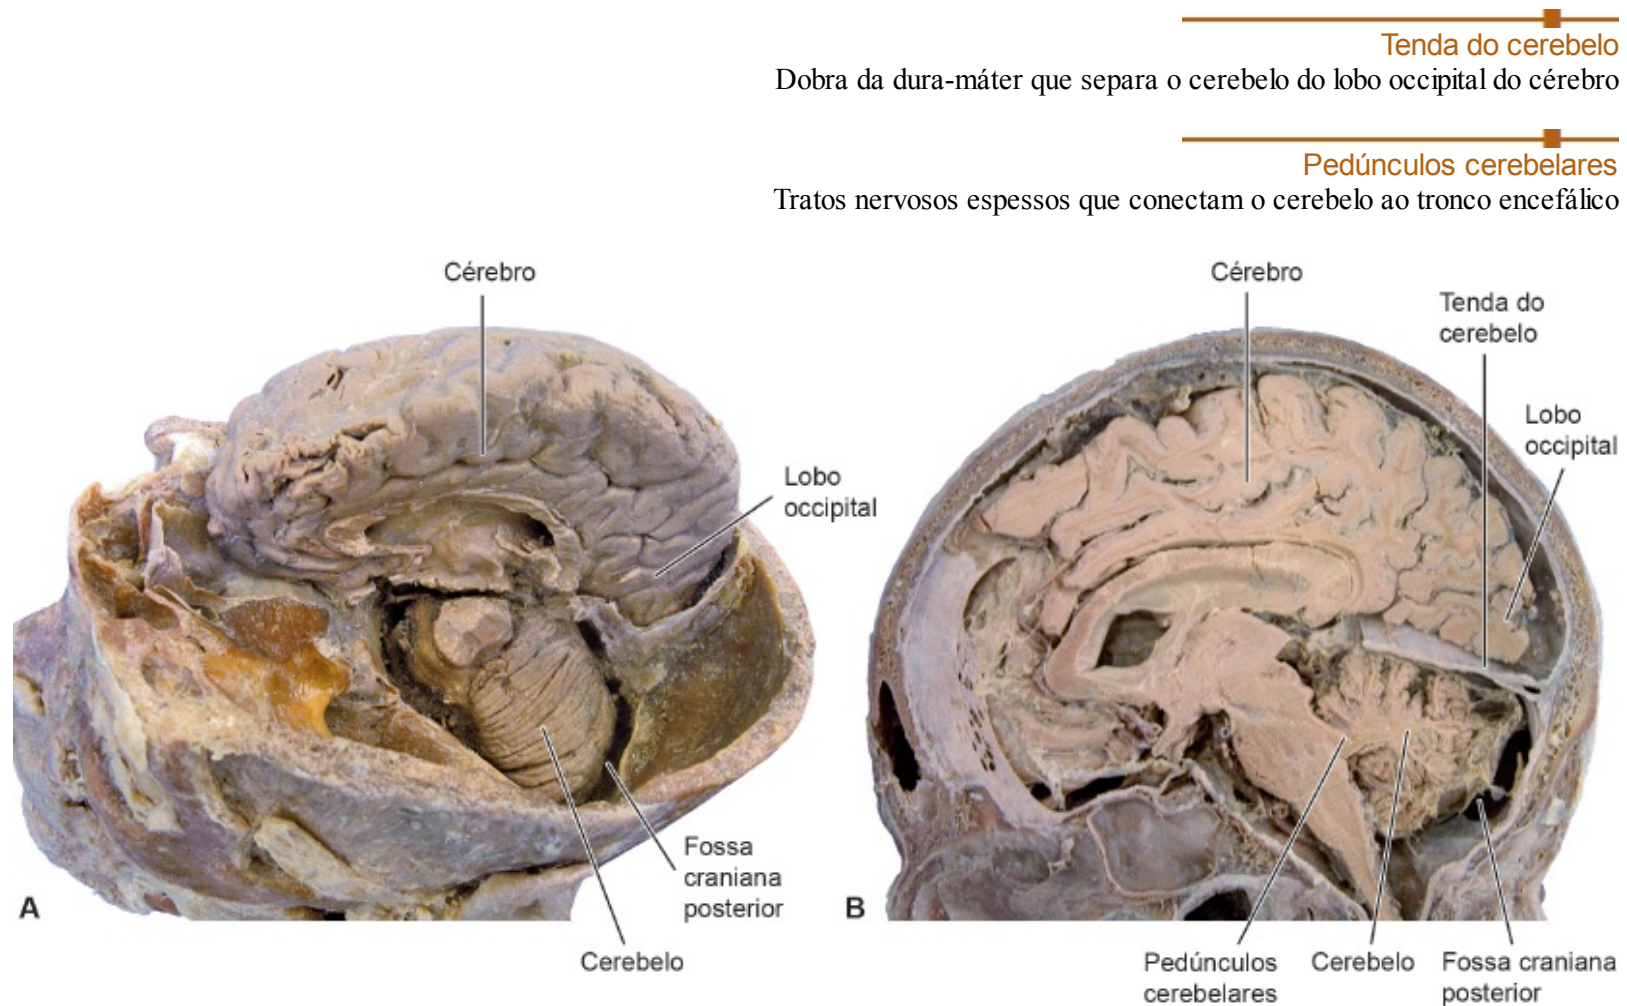 Tenda do cerebelo
Dobra da dura-máter que separa o cerebelo do lobo occipital do cérebro
Pedúnculos cerebelares
Tratos nervosos espessos que conectam o cerebelo ao tronco encefálico
Cérebro
Lobo
occipital
Fossa
craniana
posterior
A
Cerebelo
Cérebro
Tenda do
cerebelo
Lobo
occipital
B
Pedúnculos
cerebelares
Cerebelo
Fossa craniana
posterior